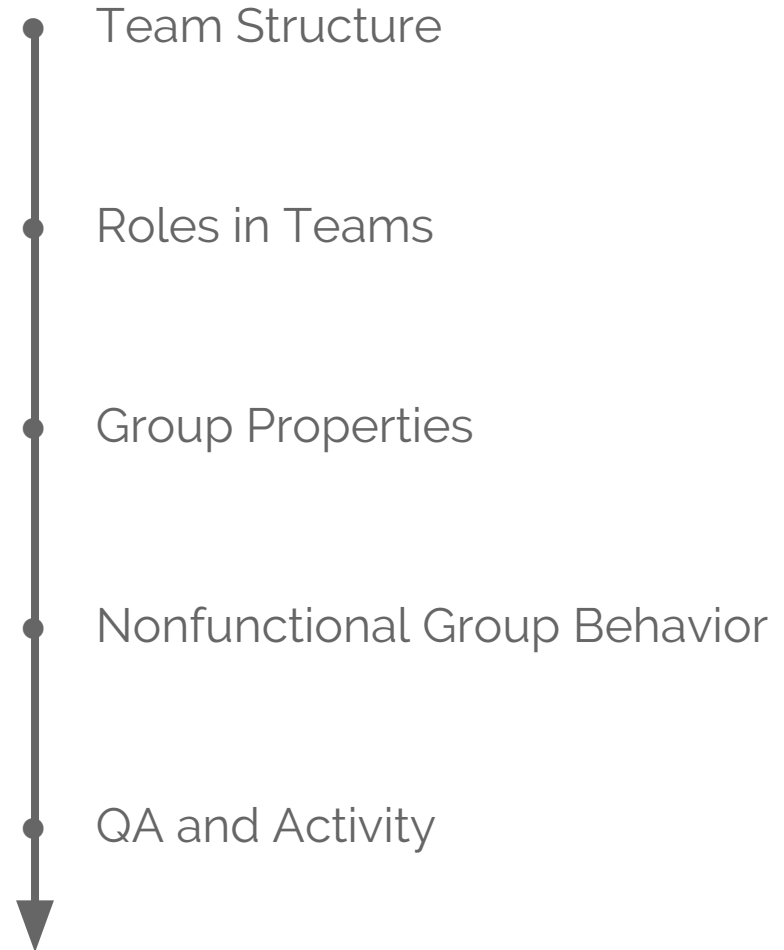 Team Structure
Roles in Teams
Group Properties
Nonfunctional Group Behavior
QA and Activity